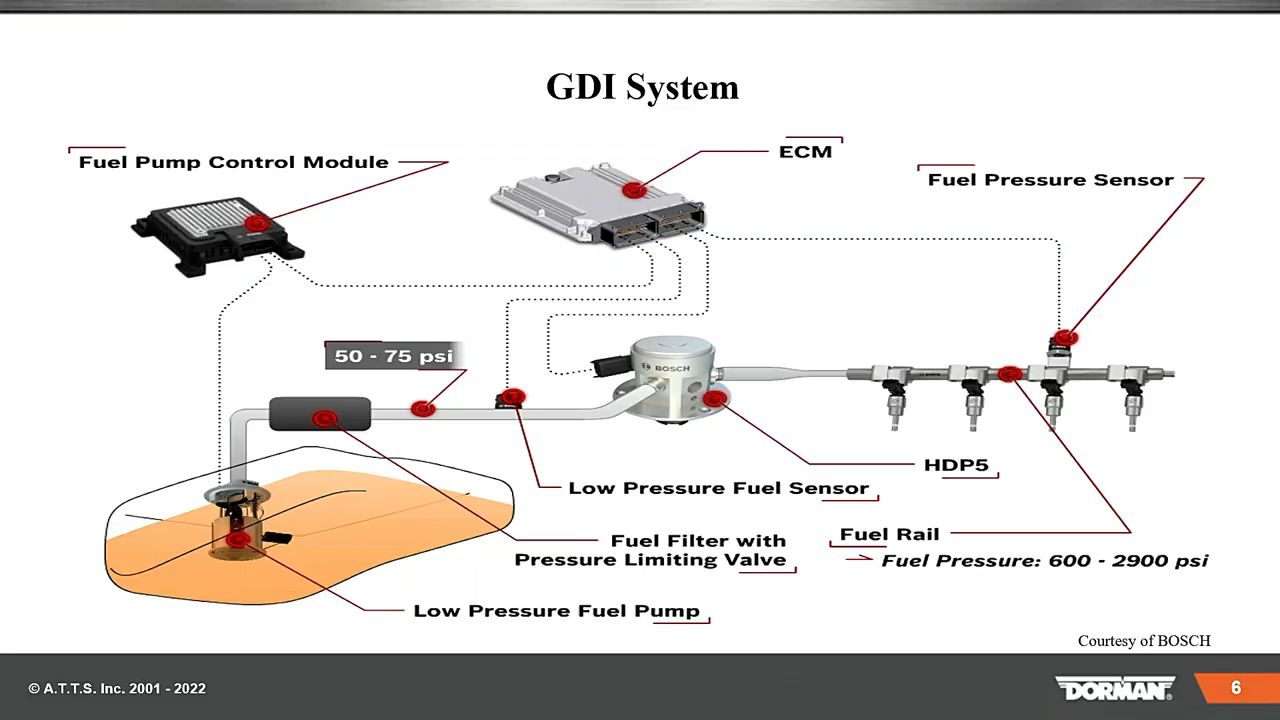 GDI System
Fuel Pump Control Module
ECM
Fuel Pressure Sensor
50 - 75 psi
BOSCH
HDP5
Low Pressure Fuel Sensor
Fuel Filter with
Pressure Limiting Valve
Fuel Rail
Fuel Pressure: 600 - 2900 psi
Low Pressure Fuel Pump
Courtesy of BOSCH
© A.T.T.S. Inc. 2001 - 2022
DORMAN
6